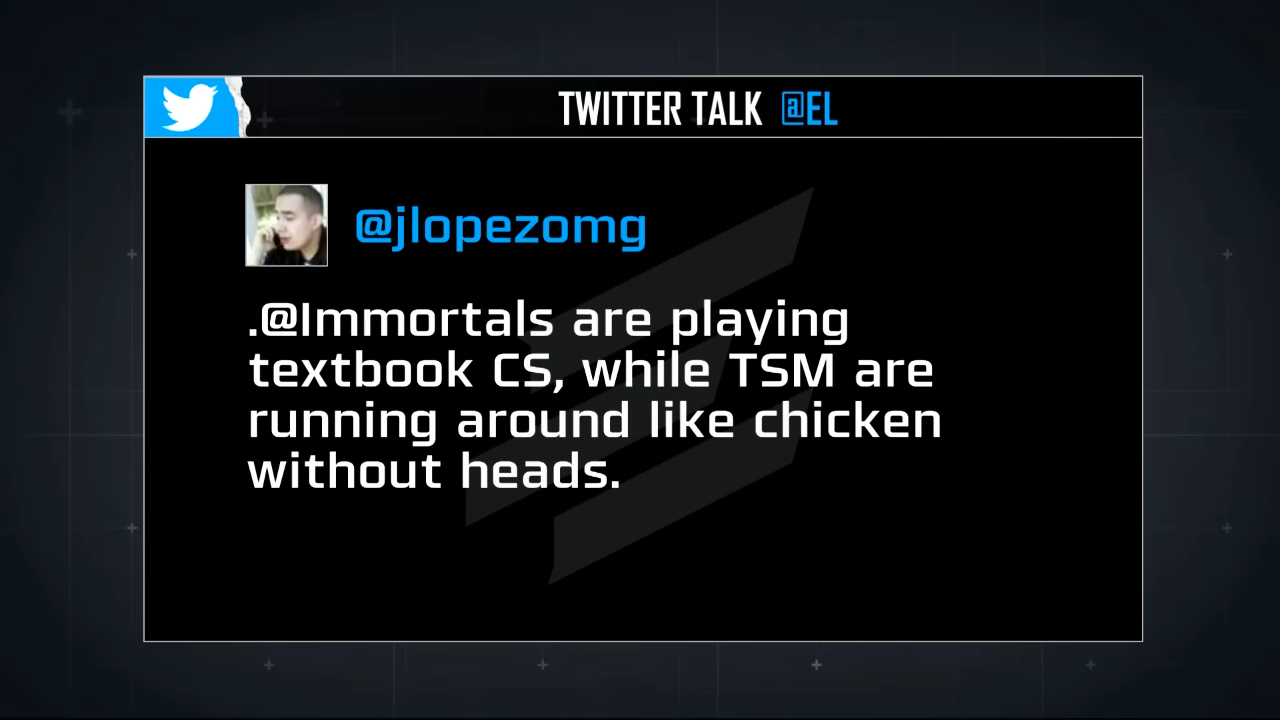 TWITTER TALK @EL
@jlopezomg
.@Immortals are playing
textbook CS, while TSM are
running around like chicken
without heads.